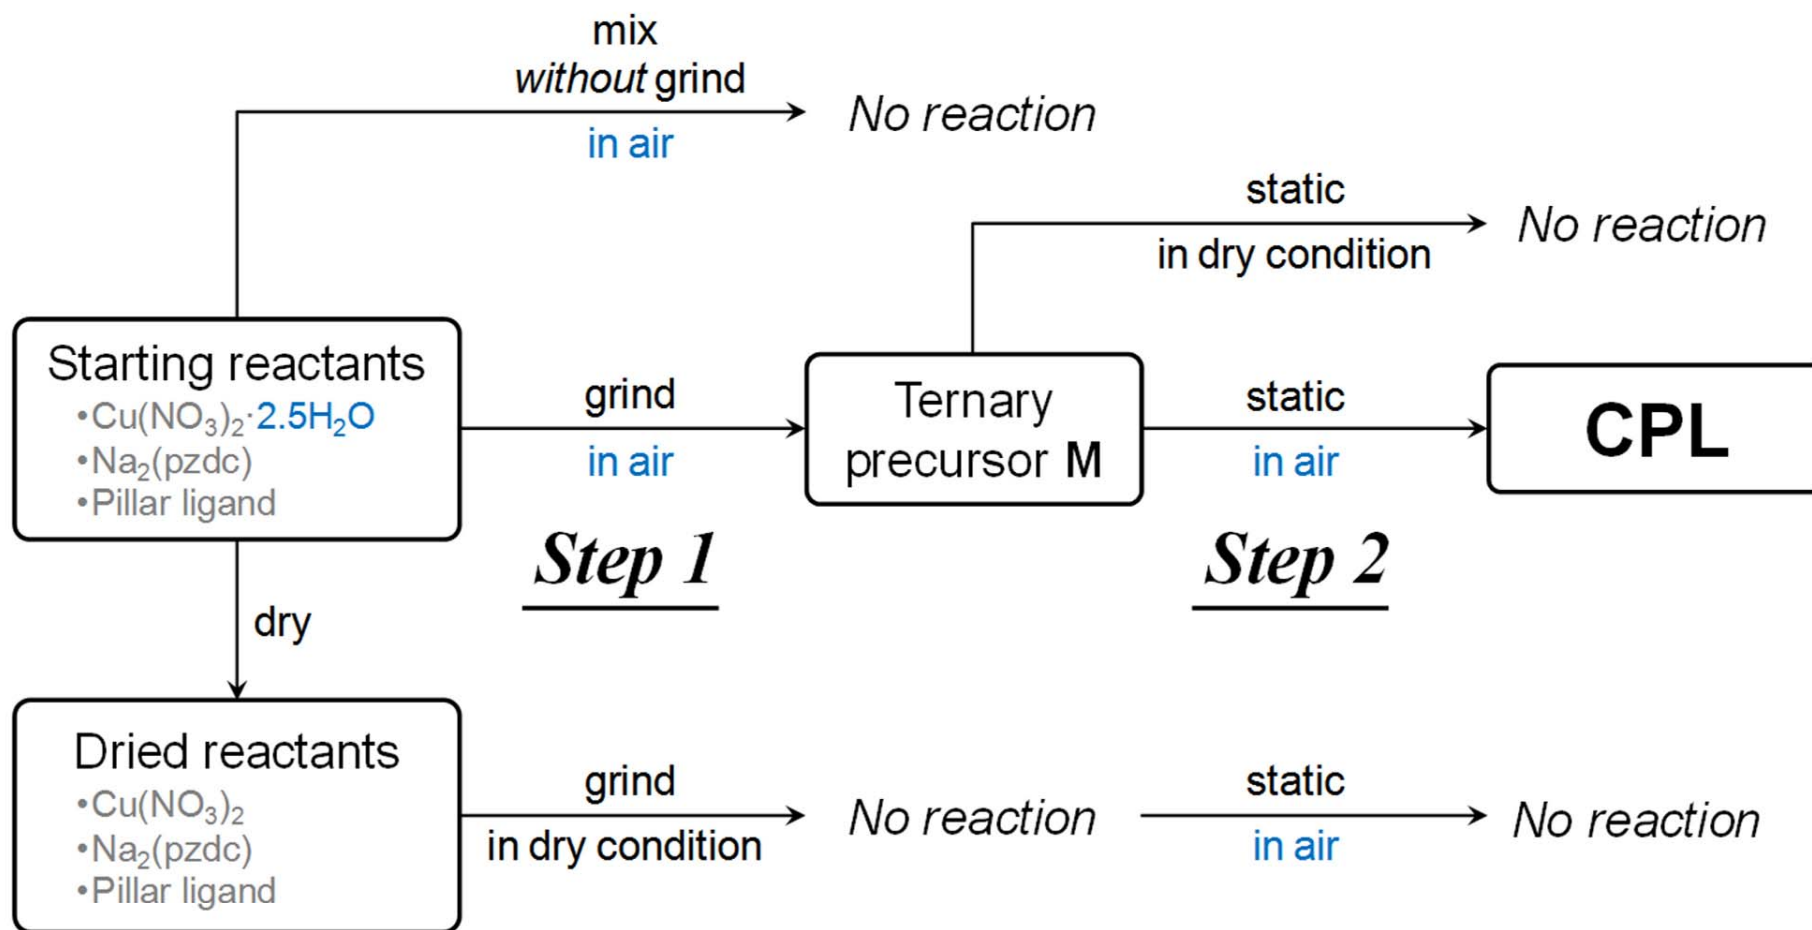 mix
without grind
in air
No reaction
static
in dry condition
No reaction
Starting reactants
•Cu(NO₃)₂·2.5H₂O
•Na₂(pzdc)
•Pillar ligand
grind
in air
Step 1
Ternary
precursor M
static
in air
Step 2
CPL
dry
Dried reactants
•Cu(NO₃)₂
•Na₂(pzdc)
•Pillar ligand
grind
in dry condition
No reaction
static
in air
No reaction